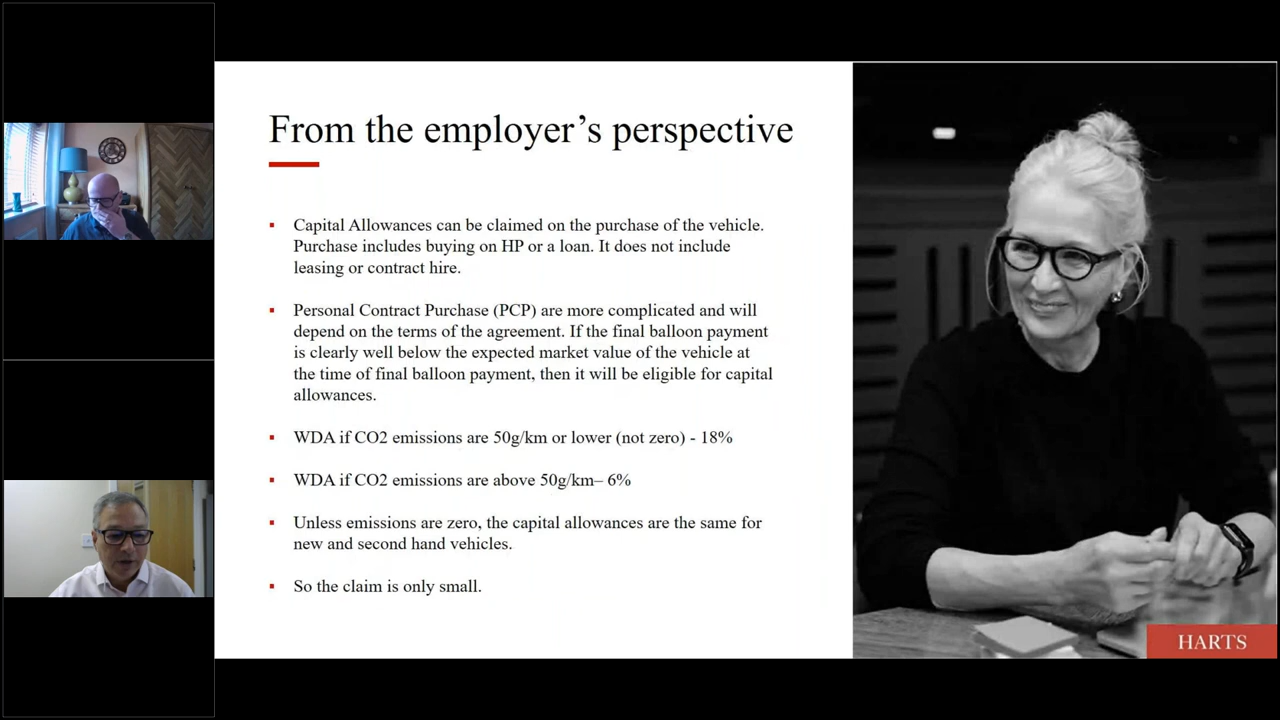 From the employer’s perspective
Capital Allowances can be claimed on the purchase of the vehicle.
Purchase includes buying on HP or a loan. It does not include
leasing or contract hire.
Personal Contract Purchase (PCP) are more complicated and will
depend on the terms of the agreement. If the final balloon payment
is clearly well below the expected market value of the vehicle at
the time of final balloon payment, then it will be eligible for capital
allowances.
WDA if CO2 emissions are 50g/km or lower (not zero) - 18%
WDA if CO2 emissions are above 50g/km– 6%
Unless emissions are zero, the capital allowances are the same for
new and second hand vehicles.
So the claim is only small.
HARTS